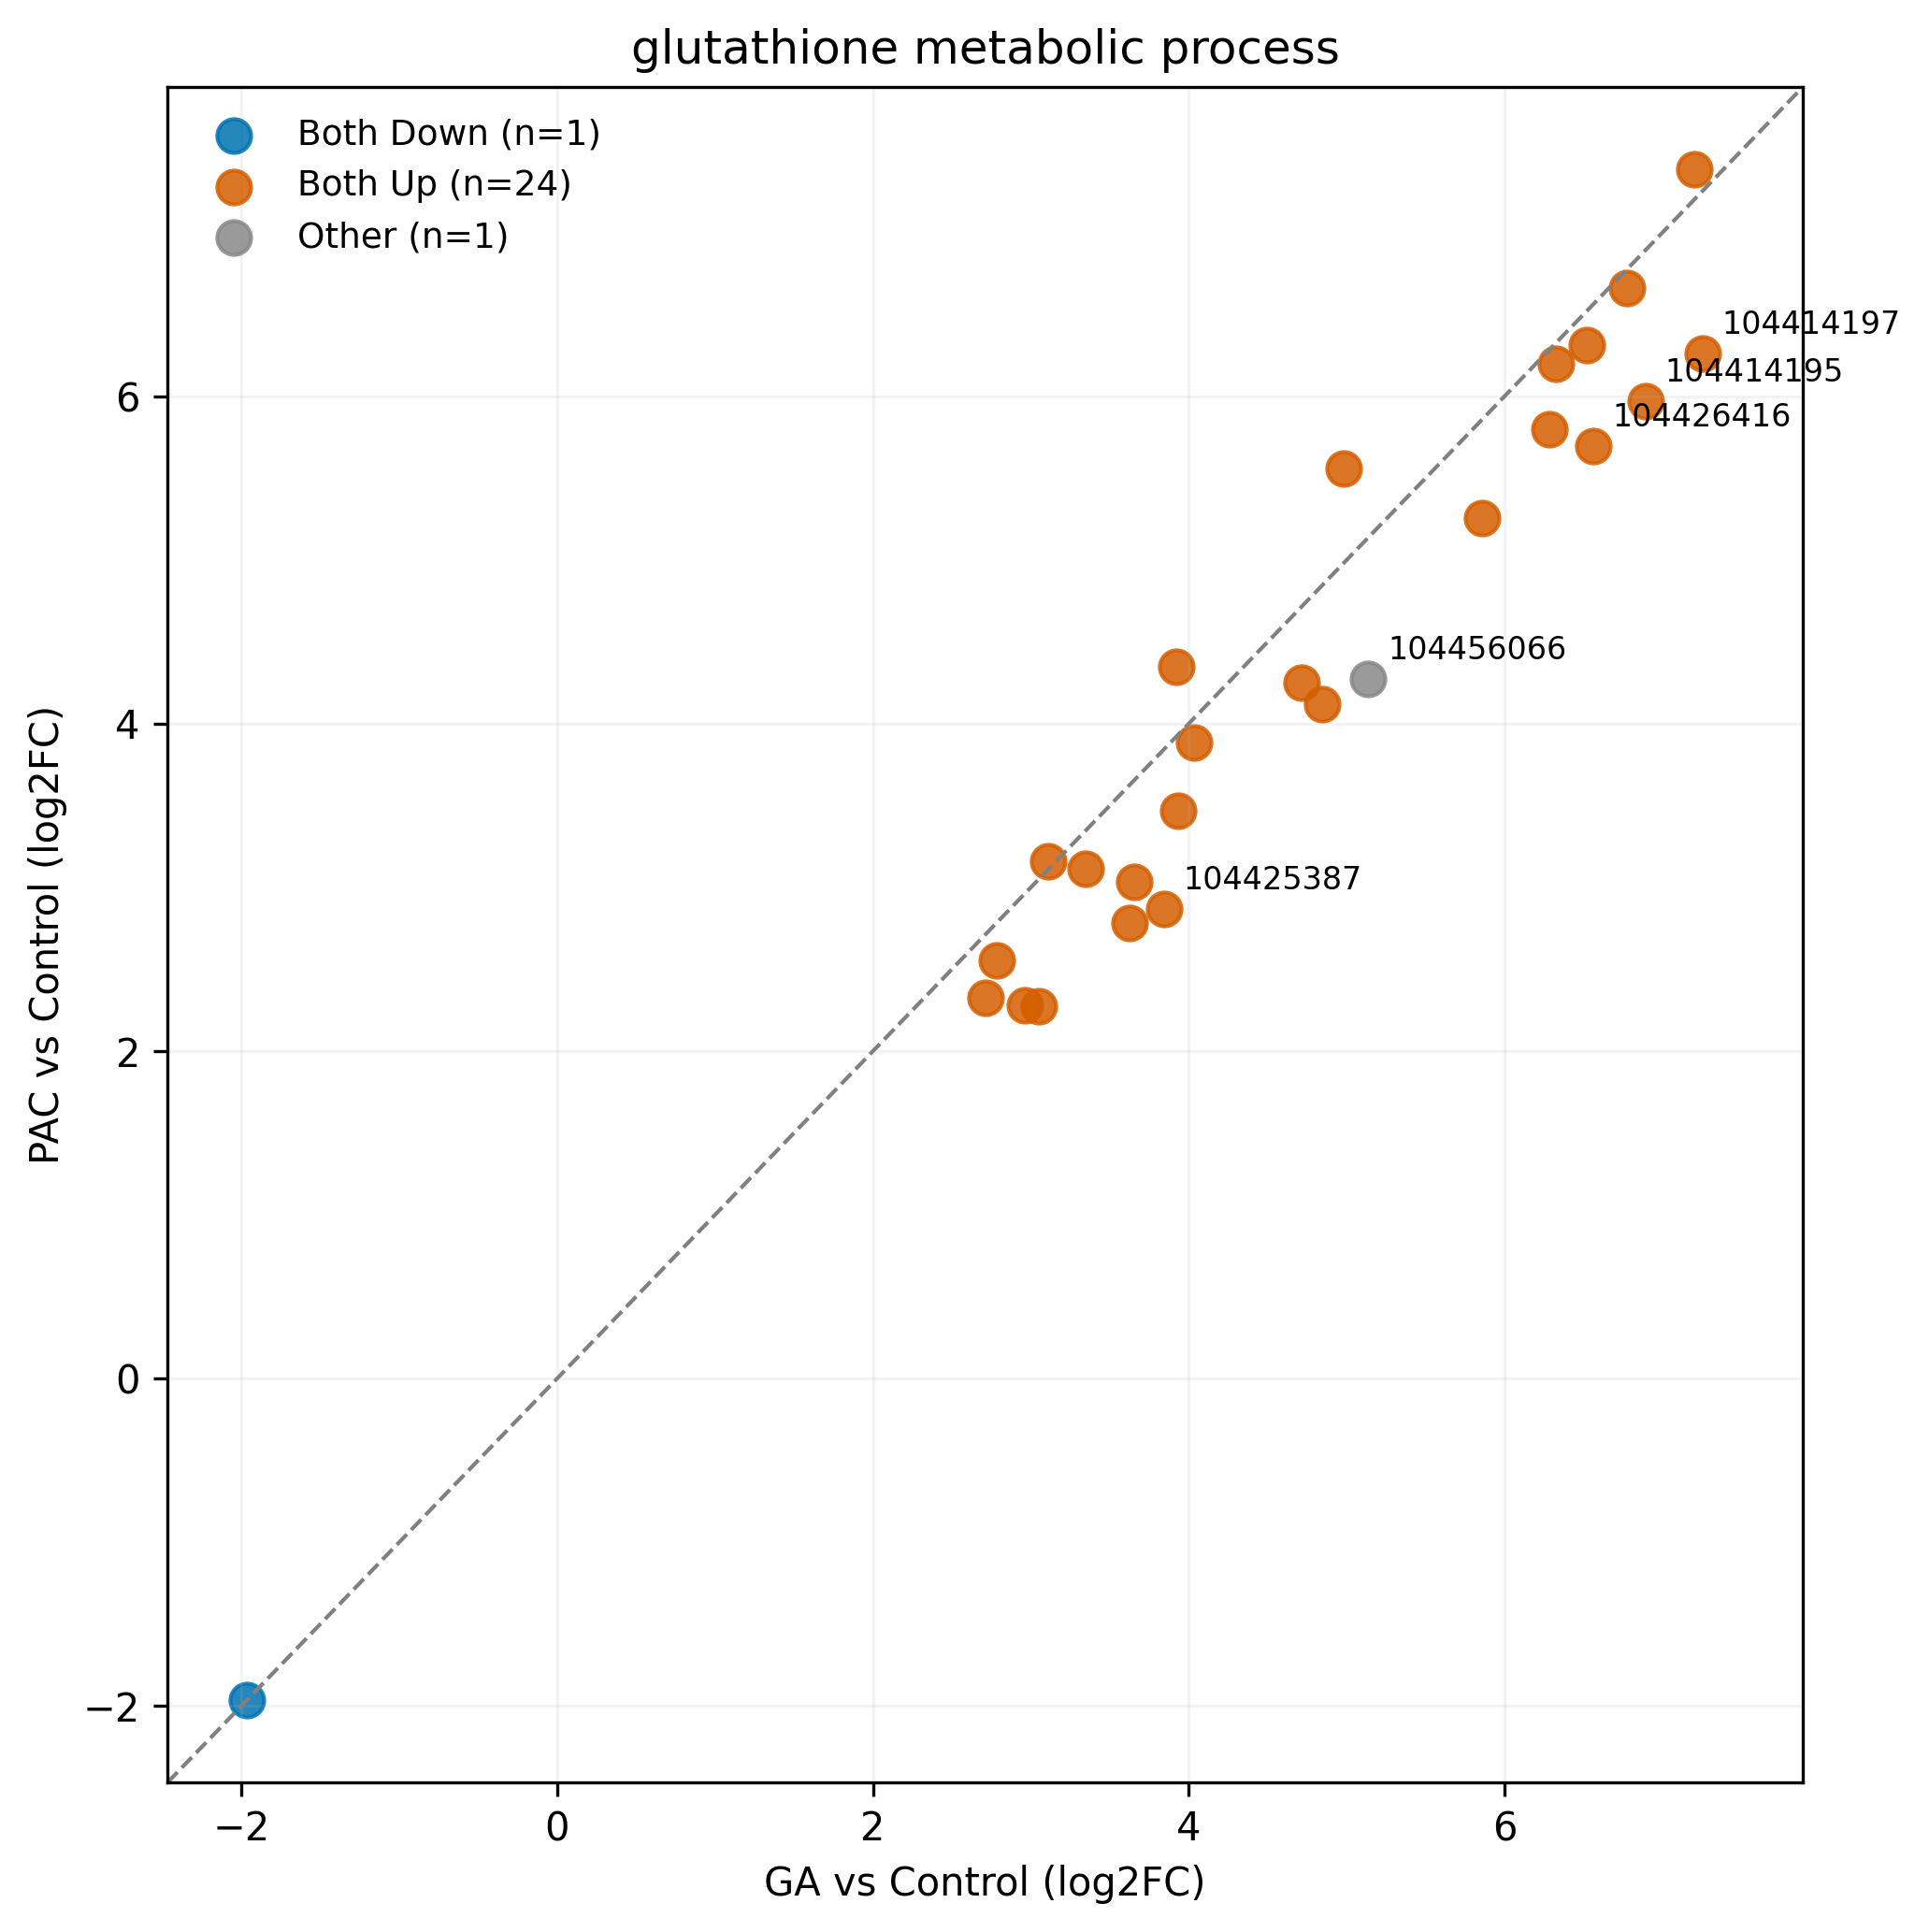 glutathione metabolic process
Both Down (n=1)
Both Up (n=24)
Other (n=1)
104414197
104414195
104426416
104456066
104425387
6
4
2
0
−2
−2
0
2
4
6
PAC vs Control (log2FC)
GA vs Control (log2FC)